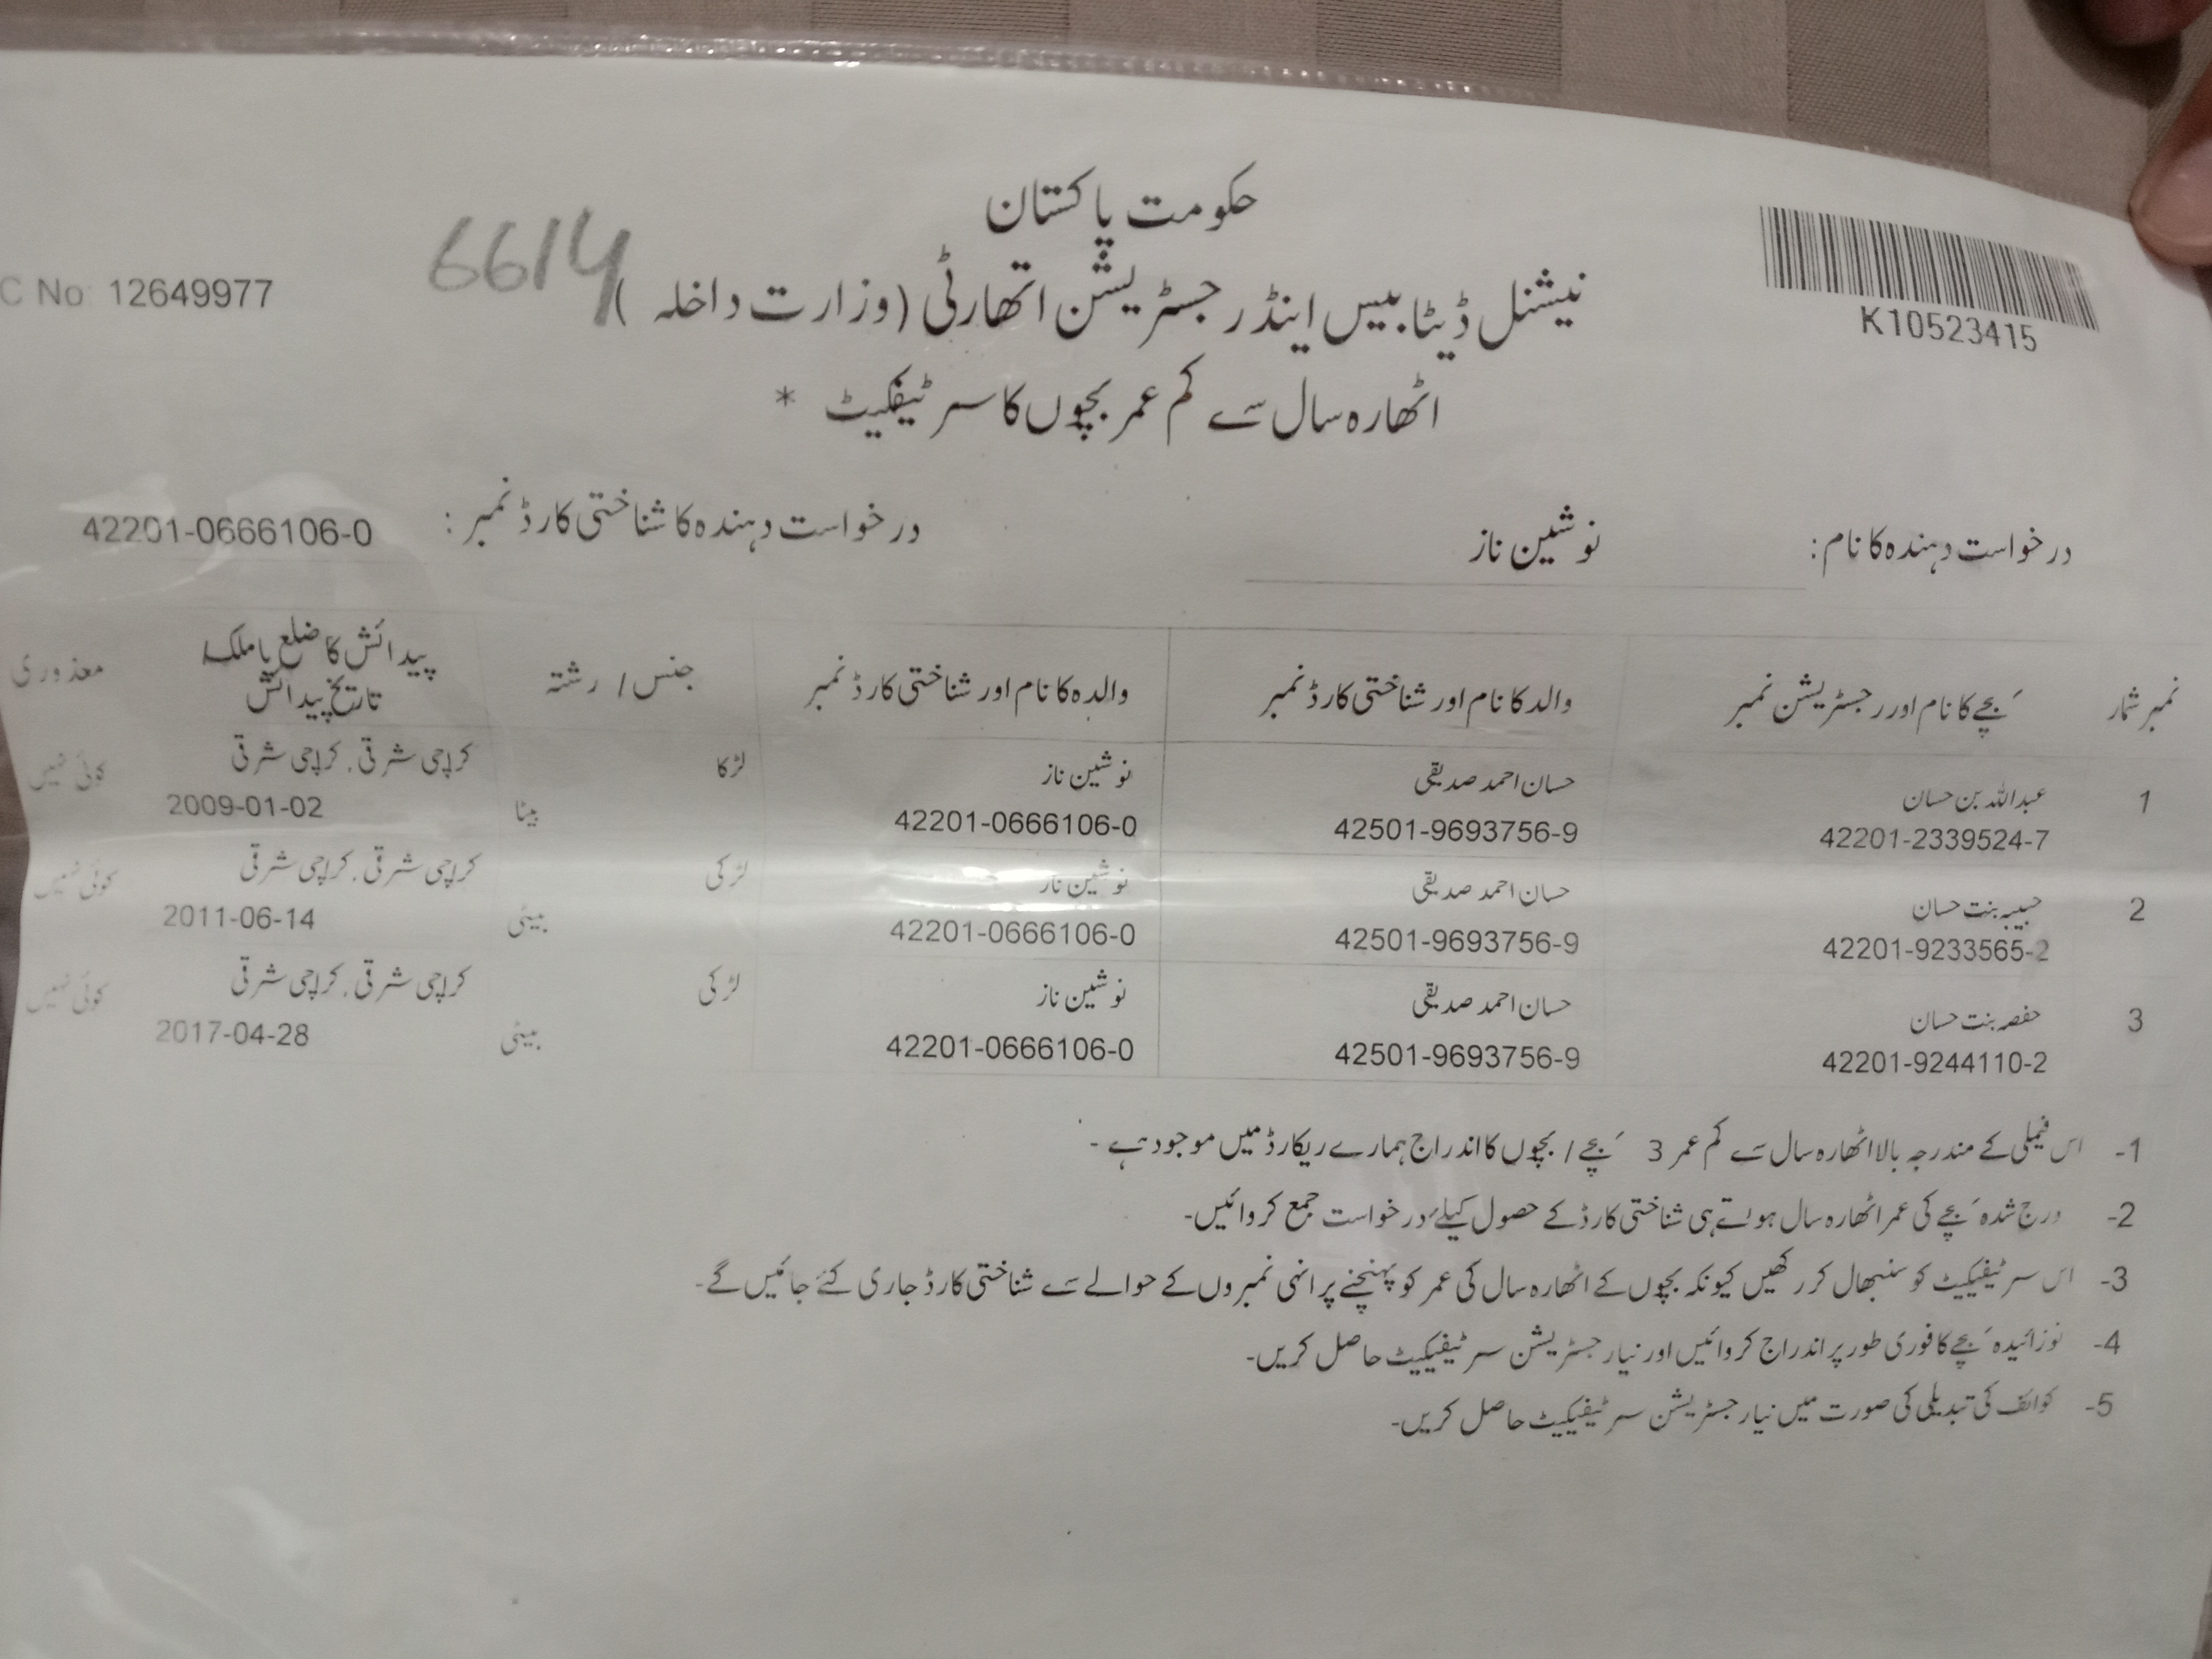 حکومت پاکستان
6614
K10523415
C No: 12649977
نیشنل ڈیٹابیس اینڈ رجسٹریشن اتھارٹی (وزارت داخلہ)
اٹھارہ سال سے کم عمر بچوں کا سرٹیفکیٹ *
درخواست دہندہ کا نام: نوشین ناز درخواست دہندہ کا شناختی کارڈ نمبر: 42201-0666106-0
نمبر شمار بچے کا نام اور رجسٹریشن نمبر والد کا نام اور شناختی کارڈ نمبر والدہ کا نام اور شناختی کارڈ نمبر جنس / رشتہ پیدائش کا ضلع یا ملک/ معذوری
تاریخ پیدائش
1 عبداللہ بن حسان حسان احمد صدیقی نوشین ناز لڑکا کراچی شرقی, کراچی شرقی کوئی نہیں
42201-2339524-7 42501-9693756-9 42201-0666106-0 بیٹا 2009-01-02
2 حبیبہ بنت حسان حسان احمد صدیقی نوشین ناز لڑکی کراچی شرقی, کراچی شرقی کوئی نہیں
42201-9233565-2 42501-9693756-9 42201-0666106-0 بیٹی 2011-06-14
3 حفصہ بنت حسان حسان احمد صدیقی نوشین ناز لڑکی کراچی شرقی, کراچی شرقی کوئی نہیں
42201-9244110-2 42501-9693756-9 42201-0666106-0 بیٹی 2017-04-28
1- اس فیملی کے مندرجہ بالا اٹھارہ سال سے کم عمر 3 بچے / بچوں کا اندراج ہمارے ریکارڈ میں موجود ہے -
2- درج شدہ بچے کی عمر اٹھارہ سال ہوتے ہی شناختی کارڈ کے حصول کیلئے درخواست جمع کروائیں-
3- اس سرٹیفیکیٹ کو سنبھال کر رکھیں کیونکہ بچوں کے اٹھارہ سال کی عمر کو پہنچنے پر انہی نمبروں کے حوالے سے شناختی کارڈ جاری کئے جائیں گے-
4- نوزائیدہ بچے کا فوری طور پر اندراج کروائیں اور نیا رجسٹریشن سرٹیفیکیٹ حاصل کریں-
5- کوائف کی تبدیلی کی صورت میں نیا رجسٹریشن سرٹیفیکیٹ حاصل کریں-